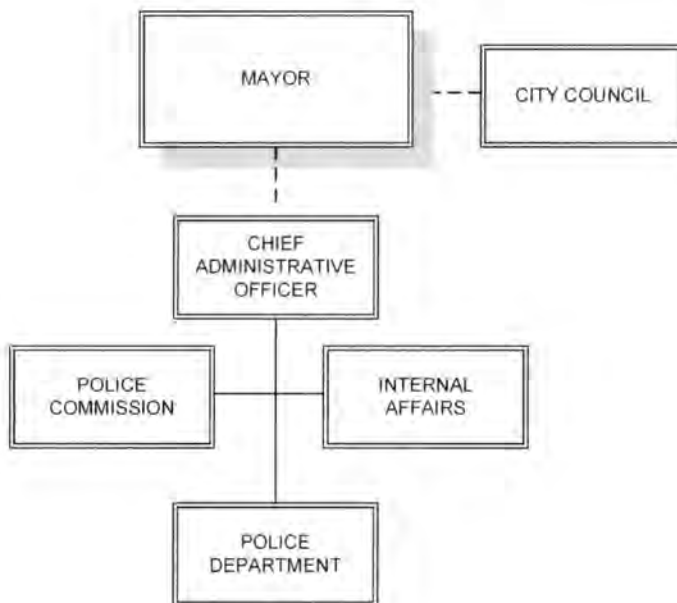 MAYOR
CITY COUNCIL
CHIEF
ADMINISTRATIVE
OFFICER
POLICE
COMMISSION
INTERNAL
AFFAIRS
POLICE
DEPARTMENT